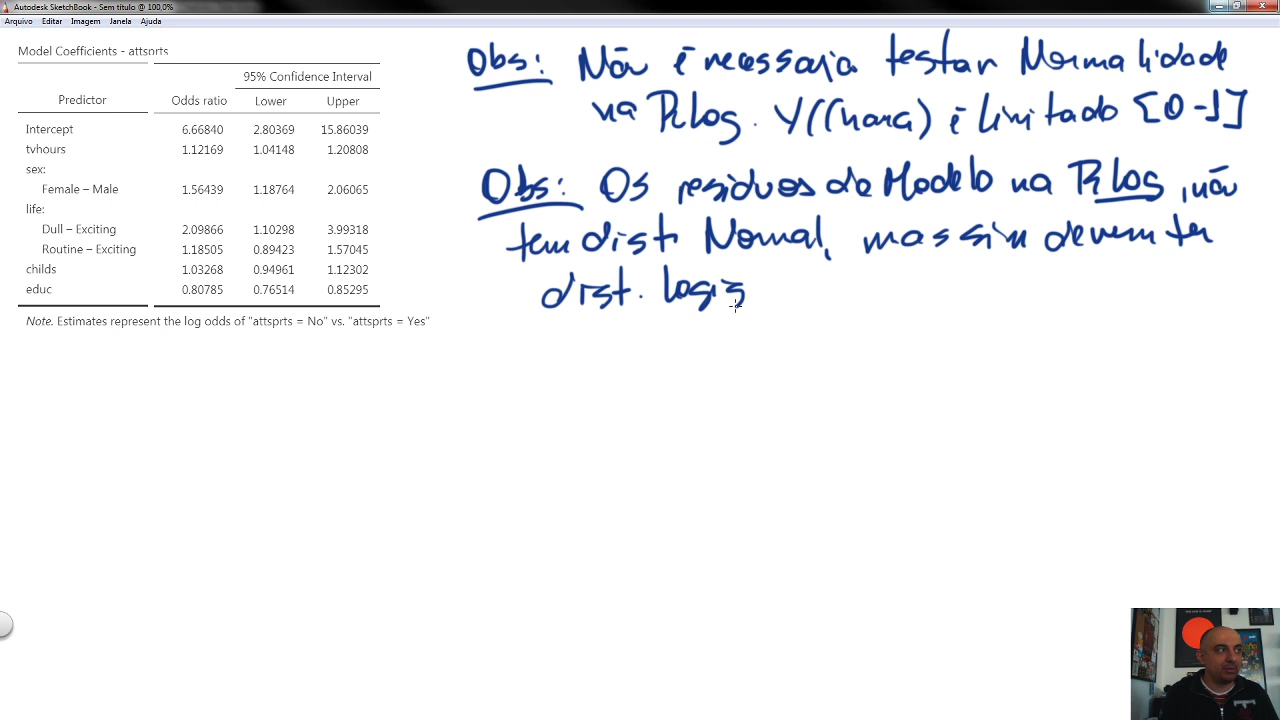 Autodesk SketchBook - Sem título @ 100,0%
Arquivo Editar Imagem Janela Ajuda
Model Coefficients - attsprts
95% Confidence Interval
Predictor Odds ratio Lower Upper
Intercept 6.66840 2.80369 15.86039
tvhours 1.12169 1.04148 1.20808
sex:
Female – Male 1.56439 1.18764 2.06065
life:
Dull – Exciting 2.09866 1.10298 3.99318
Routine – Exciting 1.18505 0.89423 1.57045
childs 1.03268 0.94961 1.12302
educ 0.80785 0.76514 0.85295
Note. Estimates represent the log odds of "attsprts = No" vs. "attsprts = Yes"
Obs: Não é necessaria testar Normalidade
na RLog. Y é limitado [0-1]
Obs: Os residuos do Modelo na RLog, não
tem dist Normal, mas sim devem ter
dist. logis